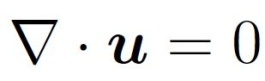 ∇ · u = 0